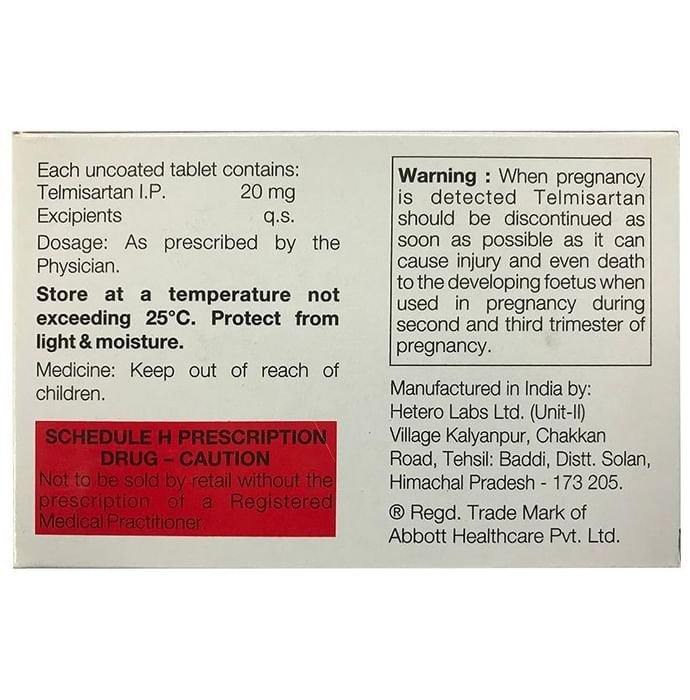 Each uncoated tablet contains:
Telmisartan I.P. 20 mg
Excipients q.s.
Dosage: As prescribed by the
Physician.
Store at a temperature not
exceeding 25°C. Protect from
light & moisture.
Medicine: Keep out of reach of
children.
SCHEDULE H PRESCRIPTION
DRUG – CAUTION
Not to be sold by retail without the
prescription of a Registered
Medical Practitioner.
Warning : When pregnancy
is detected Telmisartan
should be discontinued as
soon as possible as it can
cause injury and even death
to the developing foetus when
used in pregnancy during
second and third trimester of
pregnancy.
Manufactured in India by:
Hetero Labs Ltd. (Unit-II)
Village Kalyanpur, Chakkan
Road, Tehsil: Baddi, Distt. Solan,
Himachal Pradesh - 173 205.
® Regd. Trade Mark of
Abbott Healthcare Pvt. Ltd.